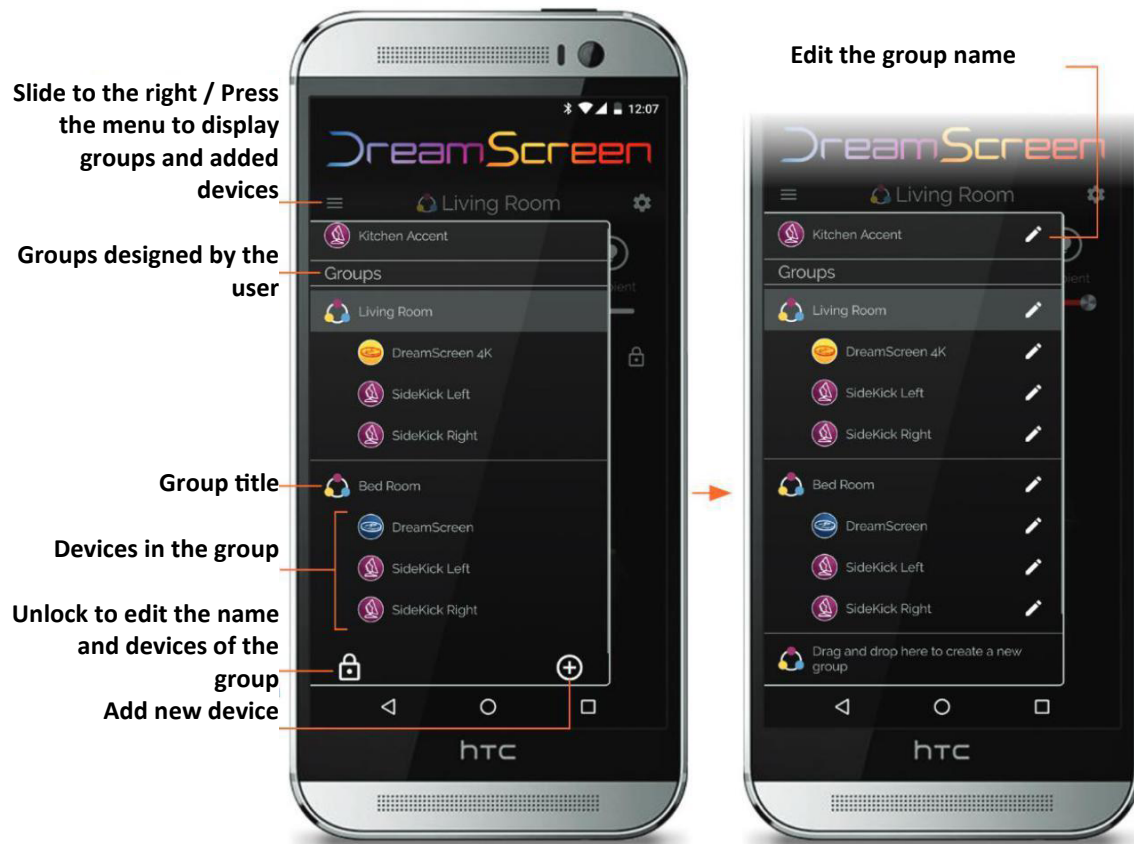 Edit the group name
Slide to the right / Press
the menu to display
groups and added
devices
Groups designed by the
user
Group title
Devices in the group
Unlock to edit the name
and devices of the
group
Add new device
12:07
DreamScreen
Living Room
Kitchen Accent
Groups
Living Room
DreamScreen 4K
SideKick Left
SideKick Right
Bed Room
DreamScreen
SideKick Left
SideKick Right
hTC
DreamScreen
Living Room
Kitchen Accent
Groups
Living Room
DreamScreen 4K
SideKick Left
SideKick Right
Bed Room
DreamScreen
SideKick Left
SideKick Right
Drag and drop here to create a new
group
hTC